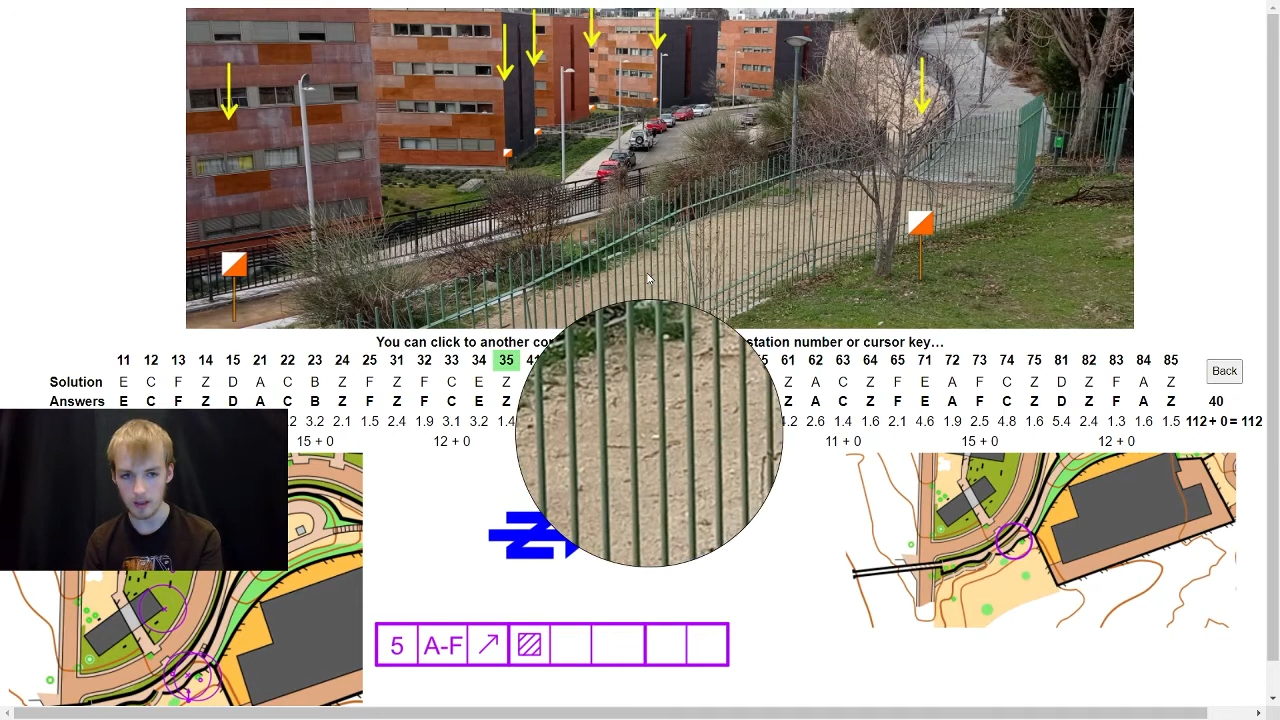 You can click to another con station number or cursor key…
11 12 13 14 15 21 22 23 24 25 31 32 33 34 35 61 62 63 64 65 71 72 73 74 75 81 82 83 84 85 Back
Solution E C F Z D A C B Z F Z F C E Z Z A C Z F E A F C Z D Z F A Z
Answers E C F Z D A C B Z F Z F C E Z Z A C Z F E A F C Z D Z F A Z 40
3.2 2.1 1.5 2.4 1.9 3.1 3.2 1.4 2.6 1.4 1.6 2.1 4.6 1.9 2.5 4.8 1.6 5.4 2.4 1.3 1.6 1.5 112 + 0 = 112
15 + 0 12 + 0 11 + 0 15 + 0 12 + 0
Z
5 A-F